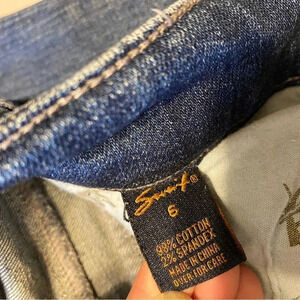 Seven7®
6
98% COTTON
2% SPANDEX
MADE IN CHINA
OVER FOR CARE